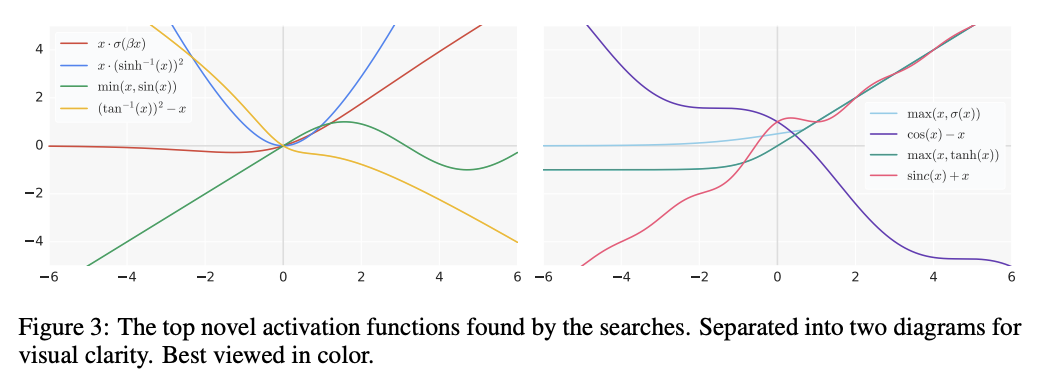 4
2
0
−2
−4
−6
−4
−2
0
2
4
6
x · σ(βx)
x · (sinh⁻¹(x))²
min(x, sin(x))
(tan⁻¹(x))² − x
−6
−4
−2
0
2
4
6
max(x, σ(x))
cos(x) − x
max(x, tanh(x))
sinc(x) + x
Figure 3: The top novel activation functions found by the searches. Separated into two diagrams for
visual clarity. Best viewed in color.